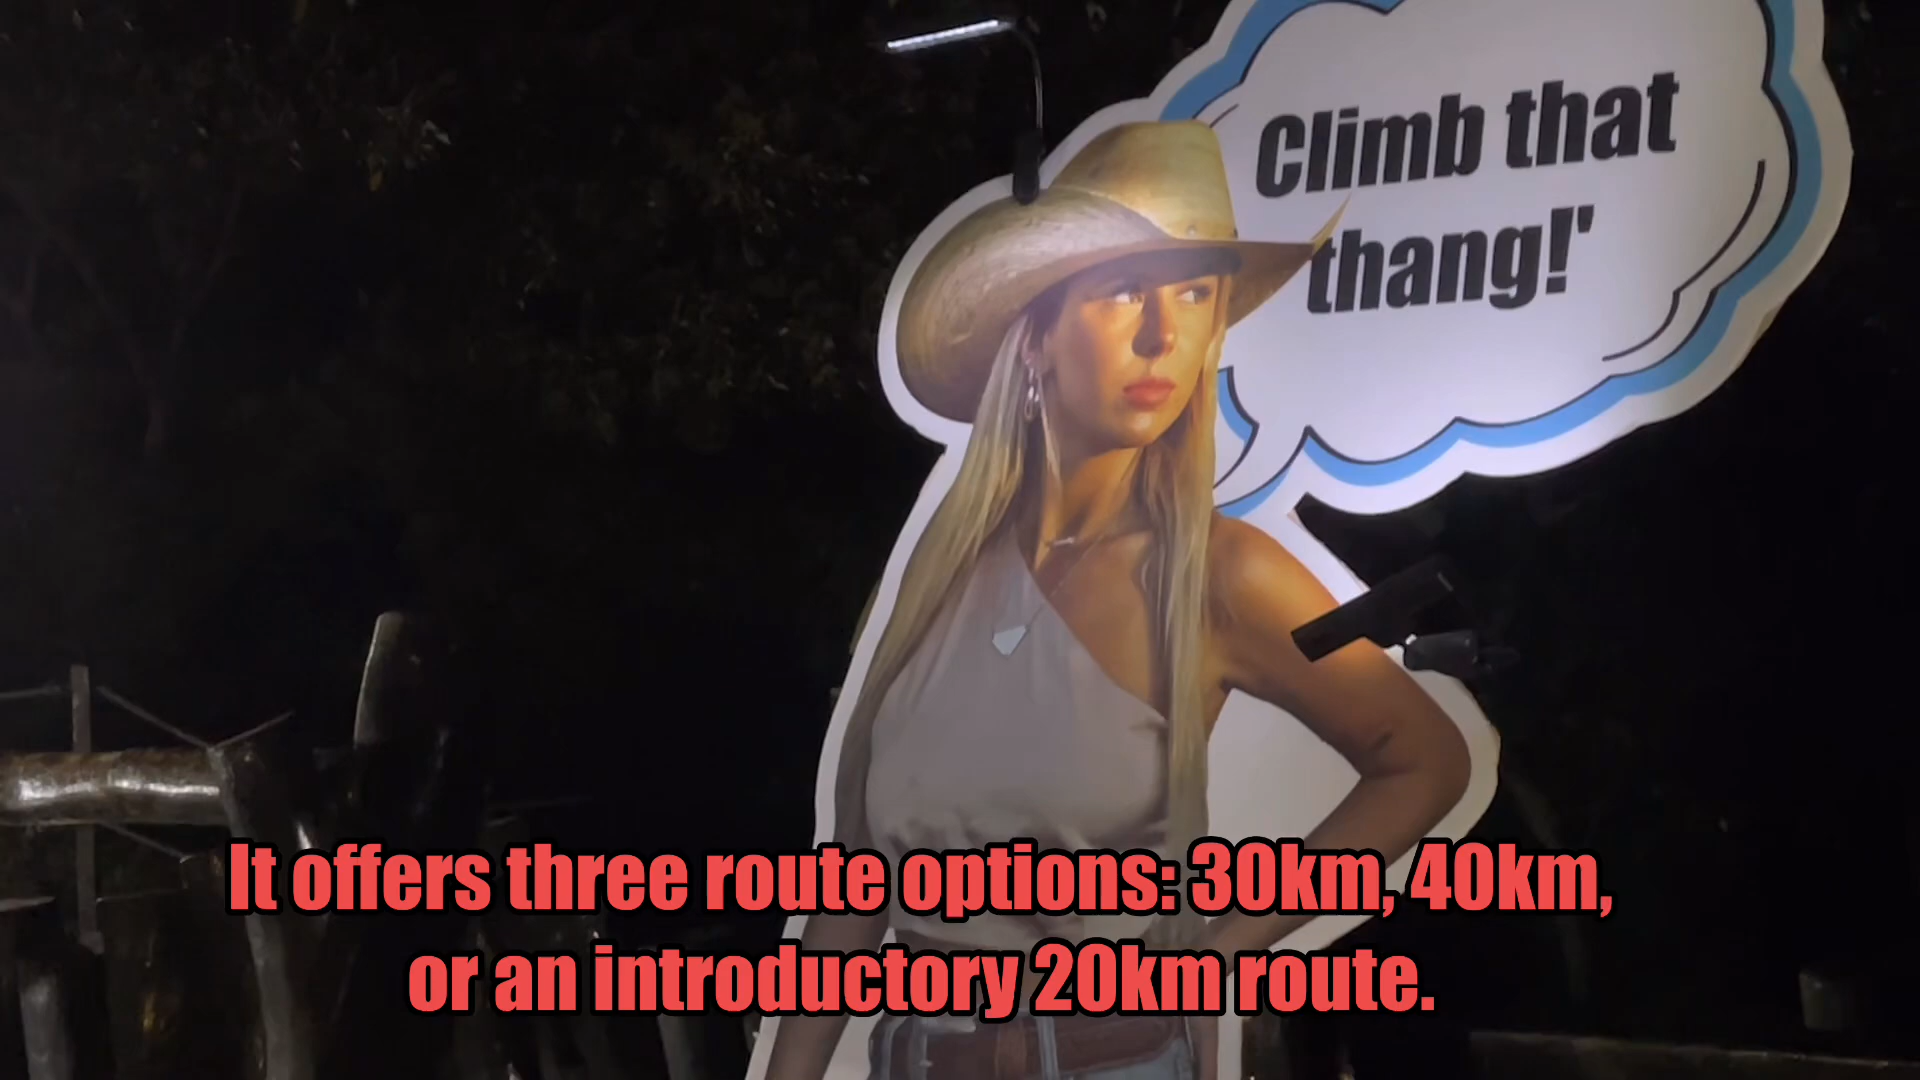 Climb that
thang!'
It offers three route options: 30km, 40km,
or an introductory 20km route.